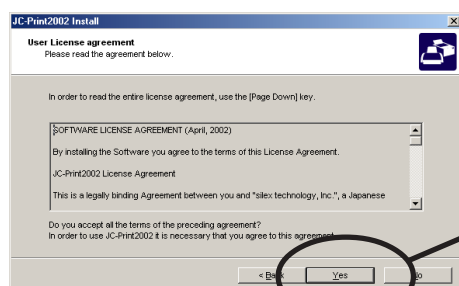 JC-Print2002 Install
User License agreement
Please read the agreement below.
In order to read the entire license agreement, use the [Page Down] key.
SOFTWARE LICENSE AGREEMENT (April, 2002)
By installing the Software you agree to the terms of this License Agreement.
JC-Print2002 License Agreement
This is a legally binding Agreement between you and "silex technology, Inc.", a Japanese
Do you accept all the terms of the preceding agreement?
In order to use JC-Print2002 it is necessary that you agree to this agreement.
< Back
Yes
No